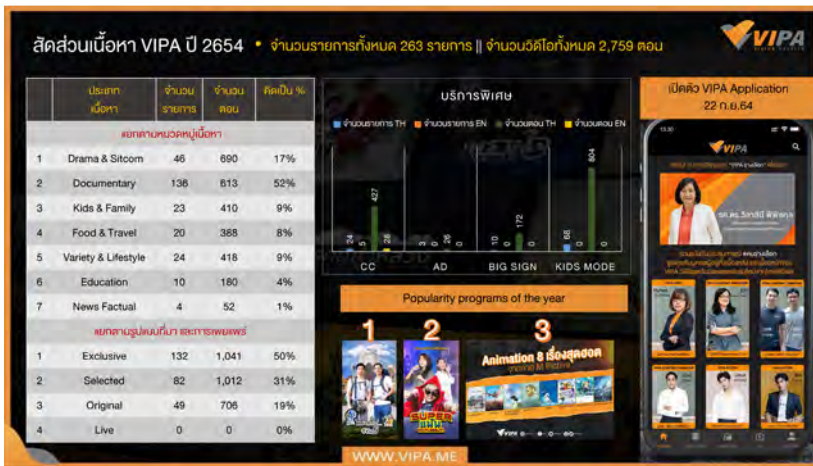 สัดส่วนเนื้อหา VIPA ปี 2654 • จำนวนรายการทั้งหมด 263 รายการ || จำนวนวิดีโอทั้งหมด 2,759 ตอน
VIPA
ประเภทเนื้อหา จำนวนรายการ จำนวนตอน คิดเป็น %
แยกตามหมวดหมู่เนื้อหา
1 Drama & Sitcom 46 690 17%
2 Documentary 136 613 52%
3 Kids & Family 23 410 9%
4 Food & Travel 20 388 8%
5 Variety & Lifestyle 24 418 9%
6 Education 10 180 4%
7 News Factual 4 52 1%
แยกตามรูปแบบที่มา และการเผยแพร่
1 Exclusive 132 1,041 50%
2 Selected 82 1,012 31%
3 Original 49 706 19%
4 Live 0 0 0%
บริการพิเศษ
จำนวนรายการ TH จำนวนรายการ EN จำนวนตอน TH จำนวนตอน EN
24 5 427 28
3 0 26 0
10 0 172 0
68 0 804 0
CC AD BIG SIGN KIDS MODE
Popularity programs of the year
1 2 3
SUPER
Animation 8 เรื่องสุดฮอต
จากค่าย M Picture
VIPA
WWW.VIPA.ME
เปิดตัว VIPA Application
22 ก.ย.64
13:30
VIPA